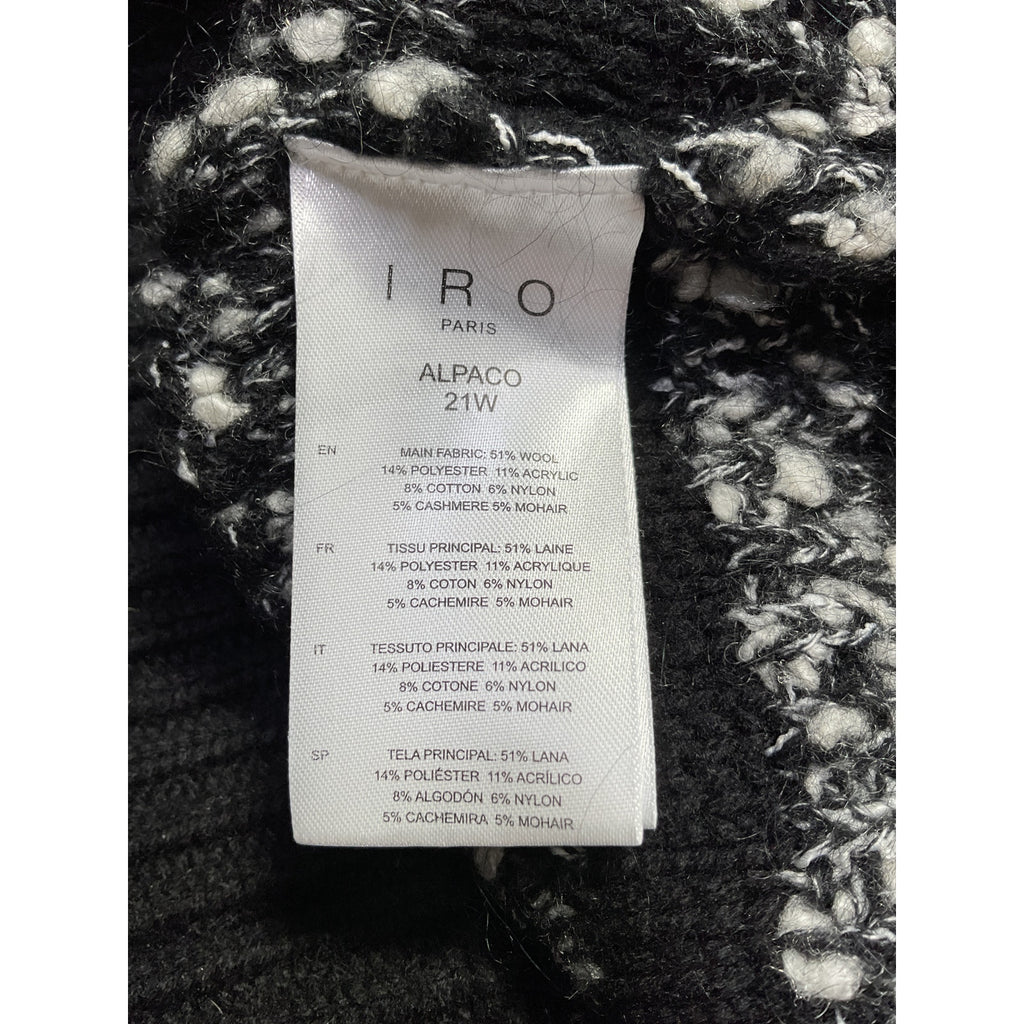 IRO
PARIS
ALPACO
21W
EN
MAIN FABRIC: 51% WOOL
14% POLYESTER 11% ACRYLIC
8% COTTON 6% NYLON
5% CASHMERE 5% MOHAIR
FR
TISSU PRINCIPAL: 51% LAINE
14% POLYESTER 11% ACRYLIQUE
8% COTON 6% NYLON
5% CACHEMIRE 5% MOHAIR
IT
TESSUTO PRINCIPALE: 51% LANA
14% POLIESTERE 11% ACRILICO
8% COTONE 6% NYLON
5% CACHEMIRE 5% MOHAIR
SP
TELA PRINCIPAL: 51% LANA
14% POLIÉSTER 11% ACRÍLICO
8% ALGODÓN 6% NYLON
5% CACHEMIRA 5% MOHAIR